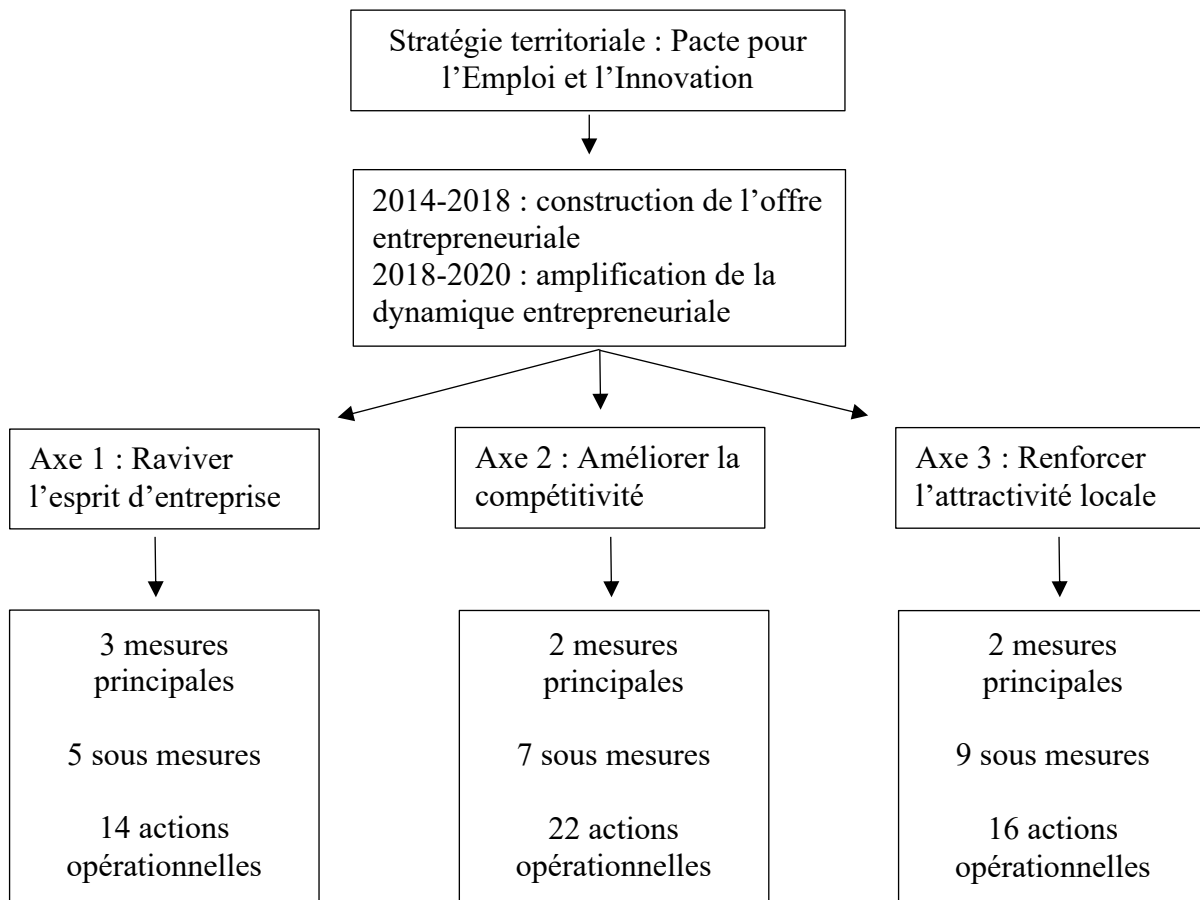 Stratégie territoriale : Pacte pour
l’Emploi et l’Innovation
2014-2018 : construction de l’offre
entrepreneuriale
2018-2020 : amplification de la
dynamique entrepreneuriale
Axe 1 : Raviver
l’esprit d’entreprise
Axe 2 : Améliorer la
compétitivité
Axe 3 : Renforcer
l’attractivité locale
3 mesures
principales
5 sous mesures
14 actions
opérationnelles
2 mesures
principales
7 sous mesures
22 actions
opérationnelles
2 mesures
principales
9 sous mesures
16 actions
opérationnelles